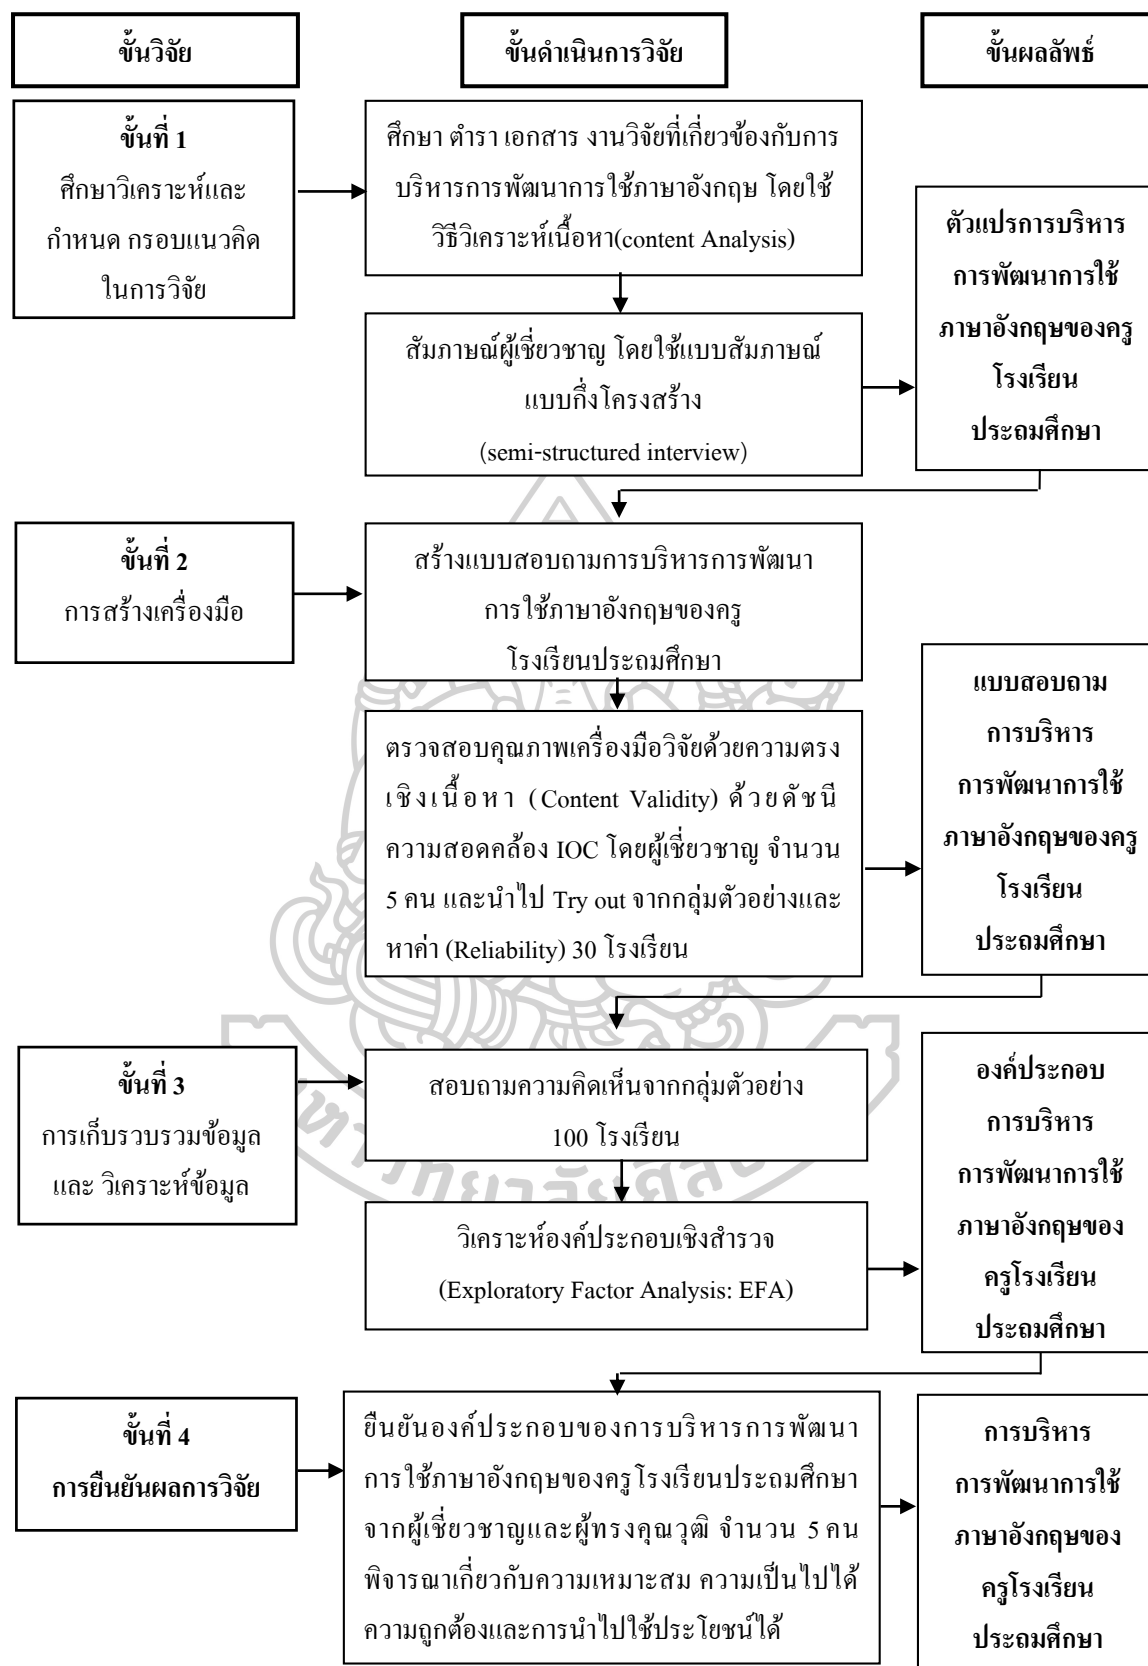 ขั้นวิจัย
ขั้นดำเนินการวิจัย
ขั้นผลลัพธ์
ขั้นที่ 1
ศึกษาวิเคราะห์และ
กำหนด กรอบแนวคิด
ในการวิจัย
ศึกษา ตำรา เอกสาร งานวิจัยที่เกี่ยวข้องกับการ
บริหารการพัฒนาการใช้ภาษาอังกฤษ โดยใช้
วิธีวิเคราะห์เนื้อหา(content Analysis)
สัมภาษณ์ผู้เชี่ยวชาญ โดยใช้แบบสัมภาษณ์
แบบกึ่งโครงสร้าง
(semi-structured interview)
ตัวแปรการบริหาร
การพัฒนาการใช้
ภาษาอังกฤษของครู
โรงเรียน
ประถมศึกษา
ขั้นที่ 2
การสร้างเครื่องมือ
สร้างแบบสอบถามการบริหารการพัฒนา
การใช้ภาษาอังกฤษของครู
โรงเรียนประถมศึกษา
ตรวจสอบคุณภาพเครื่องมือวิจัยด้วยความตรง
เชิงเนื้อหา (Content Validity) ด้วยดัชนี
ความสอดคล้อง IOC โดยผู้เชี่ยวชาญ จำนวน
5 คน และนำไป Try out จากกลุ่มตัวอย่างและ
หาค่า (Reliability) 30 โรงเรียน
แบบสอบถาม
การบริหาร
การพัฒนาการใช้
ภาษาอังกฤษของครู
โรงเรียน
ประถมศึกษา
ขั้นที่ 3
การเก็บรวบรวมข้อมูล
และ วิเคราะห์ข้อมูล
สอบถามความคิดเห็นจากกลุ่มตัวอย่าง
100 โรงเรียน
วิเคราะห์องค์ประกอบเชิงสำรวจ
(Exploratory Factor Analysis: EFA)
องค์ประกอบ
การบริหาร
การพัฒนาการใช้
ภาษาอังกฤษของ
ครูโรงเรียน
ประถมศึกษา
ขั้นที่ 4
การยืนยันผลการวิจัย
ยืนยันองค์ประกอบของการบริหารการพัฒนา
การใช้ภาษาอังกฤษของครูโรงเรียนประถมศึกษา
จากผู้เชี่ยวชาญและผู้ทรงคุณวุฒิ จำนวน 5 คน
พิจารณาเกี่ยวกับความเหมาะสม ความเป็นไปได้
ความถูกต้องและการนำไปใช้ประโยชน์ได้
การบริหาร
การพัฒนาการใช้
ภาษาอังกฤษของ
ครูโรงเรียน
ประถมศึกษา